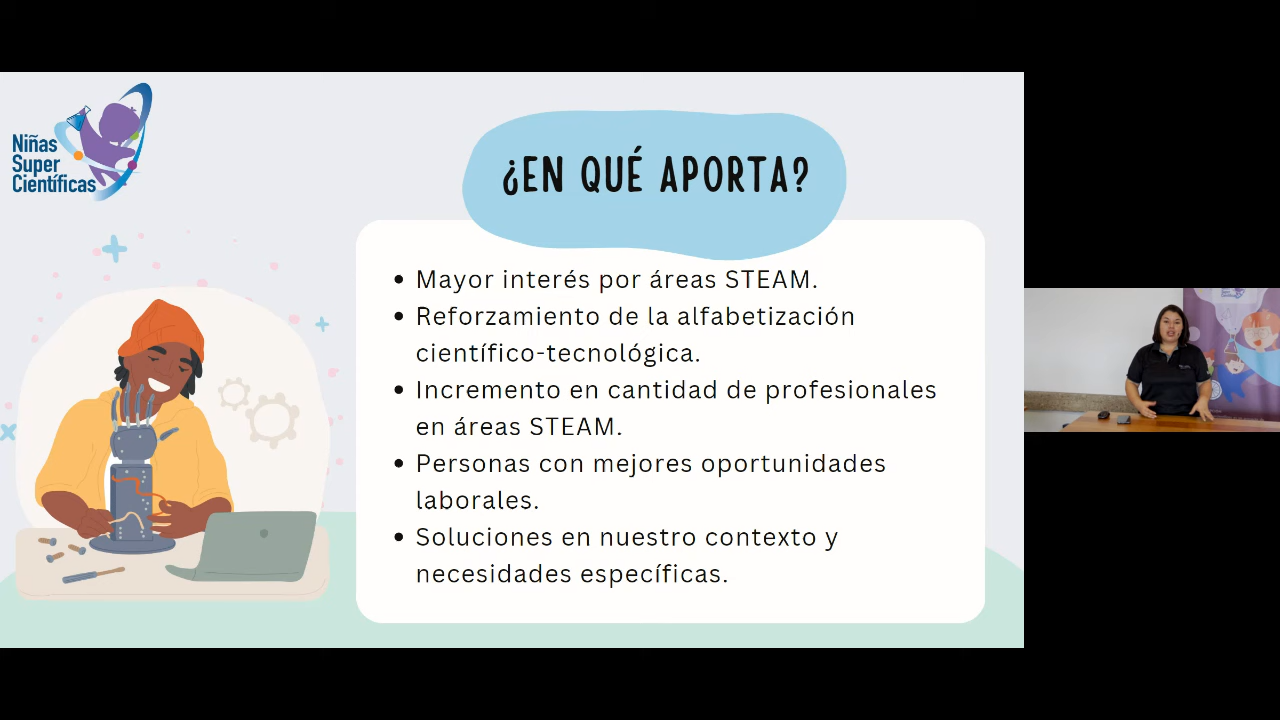 Niñas
Super
Científicas
¿EN QUÉ APORTA?
• Mayor interés por áreas STEAM.
• Reforzamiento de la alfabetización
científico-tecnológica.
• Incremento en cantidad de profesionales
en áreas STEAM.
• Personas con mejores oportunidades
laborales.
• Soluciones en nuestro contexto y
necesidades específicas.